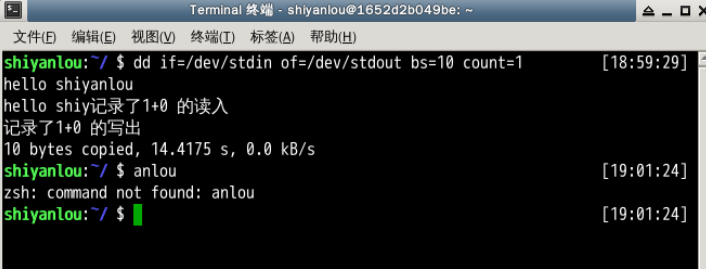 Terminal 终端 - shiyanlou@1652d2b049be: ~
文件(F) 编辑(E) 视图(V) 终端(T) 标签(A) 帮助(H)
shiyanlou:~/ $ dd if=/dev/stdin of=/dev/stdout bs=10 count=1 [18:59:29]
hello shiyanlou
hello shiy记录了1+0 的读入
记录了1+0 的写出
10 bytes copied, 14.4175 s, 0.0 kB/s
shiyanlou:~/ $ anlou [19:01:24]
zsh: command not found: anlou
shiyanlou:~/ $ [19:01:24]